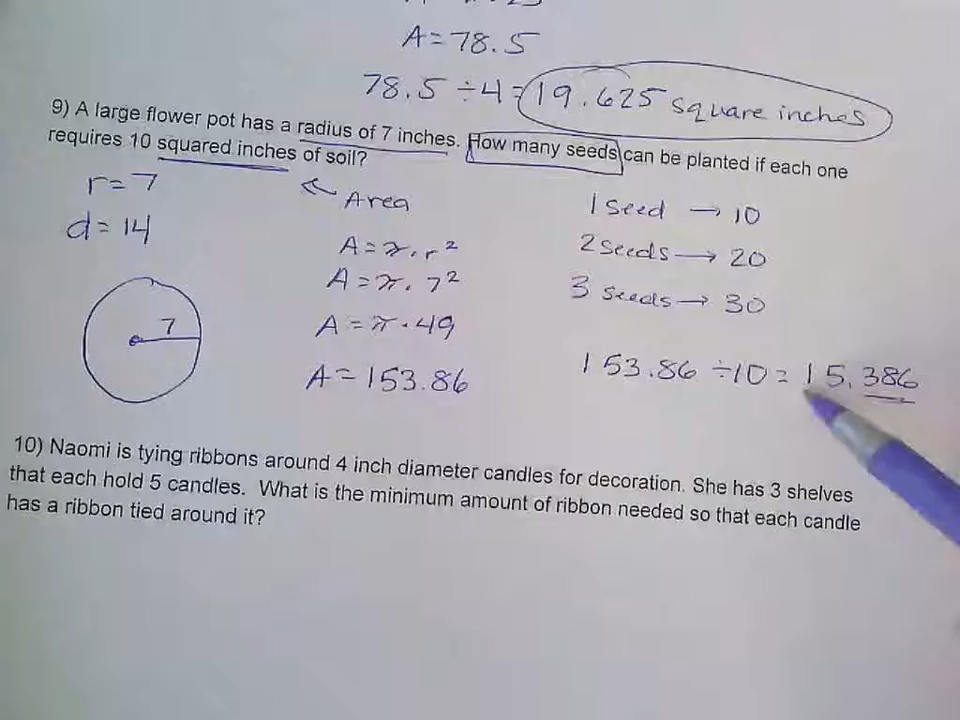 A = 78.5
78.5 ÷ 4 = 19.625 square inches
9) A large flower pot has a radius of 7 inches. How many seeds can be planted if each one
requires 10 squared inches of soil?
r = 7
d = 14
7
← Area
A = π · r²
A = π · 7²
A = π · 49
A = 153.86
1 seed → 10
2 seeds → 20
3 seeds → 30
153.86 ÷ 10 = 15.386
10) Naomi is tying ribbons around 4 inch diameter candles for decoration. She has 3 shelves
that each hold 5 candles. What is the minimum amount of ribbon needed so that each candle
has a ribbon tied around it?